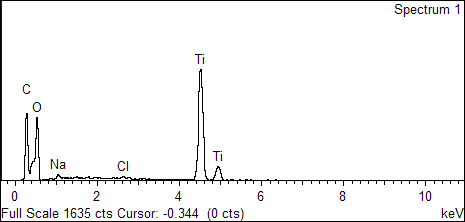 Spectrum 1
C
O
Na
Cl
Ti
Ti
0 2 4 6 8 10
Full Scale 1635 cts Cursor: -0.344 (0 cts) keV